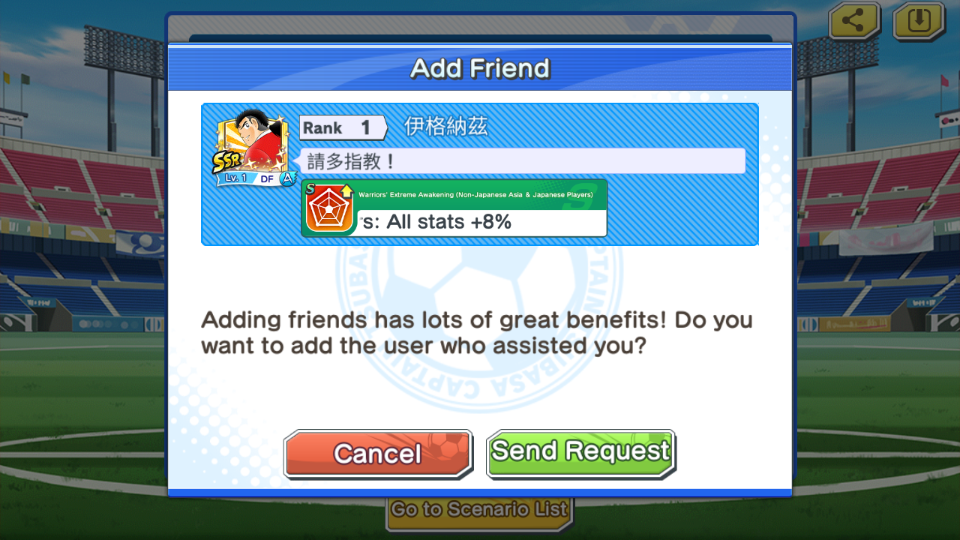 Add Friend
Rank 1 伊格納茲
請多指教！
SSR
Lv. 1 DF A
S
Warriors' Extreme Awakening (Non-Japanese Asia & Japanese Players)
s: All stats +8%
Adding friends has lots of great benefits! Do you
want to add the user who assisted you?
Cancel
Send Request
Go to Scenario List